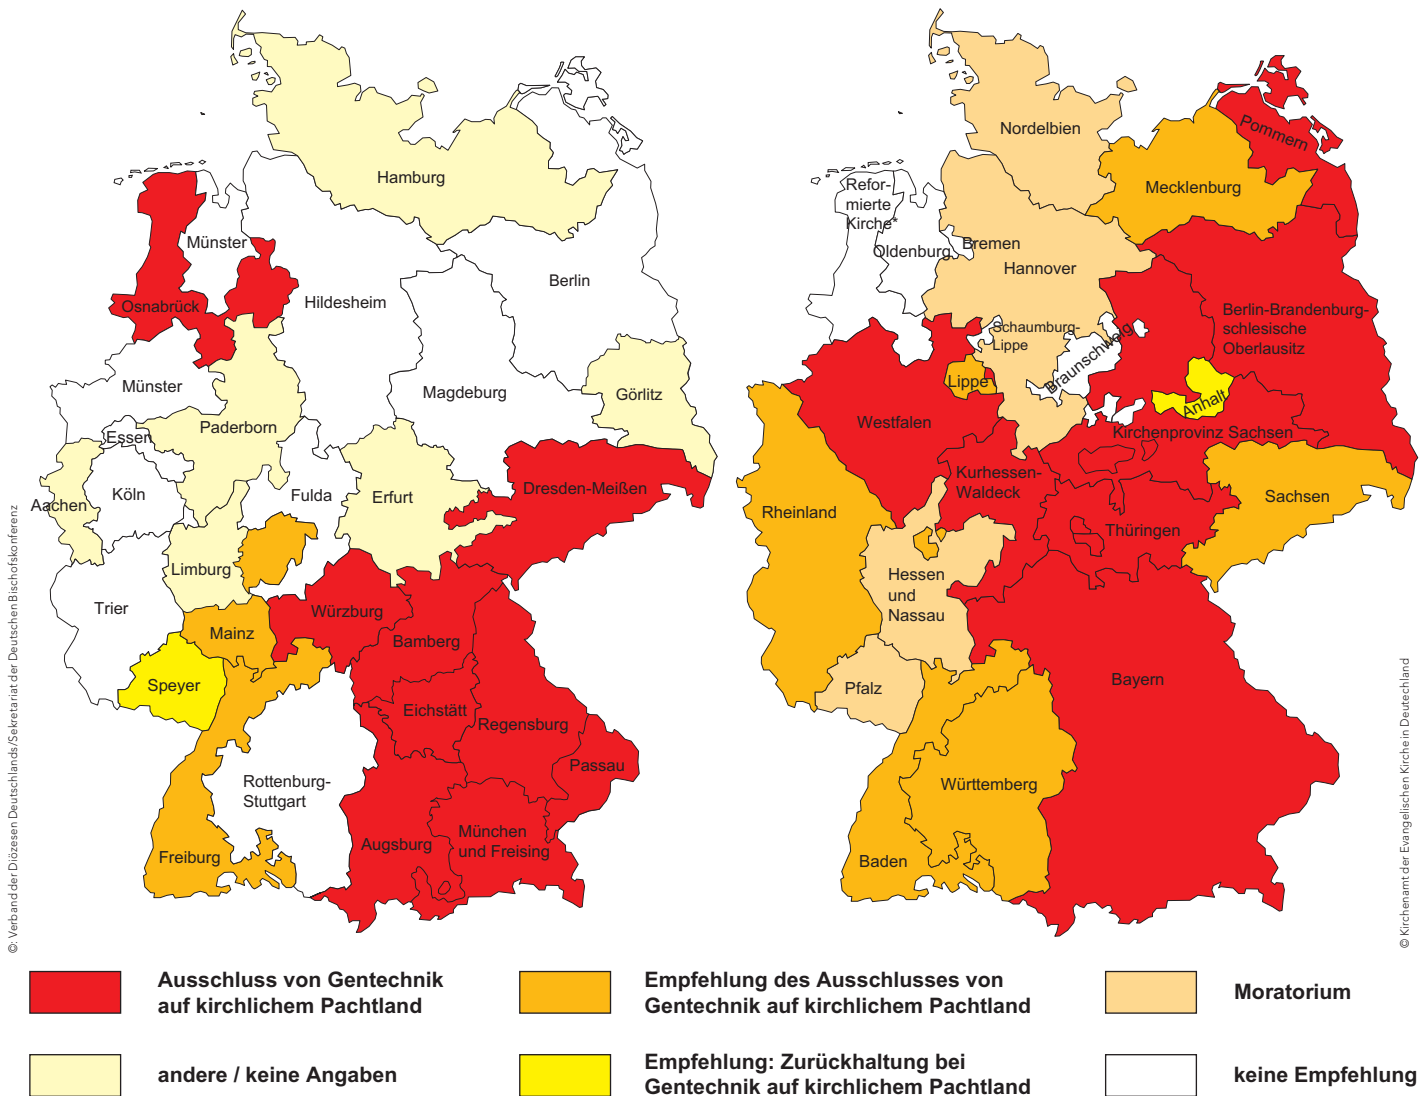 Hamburg
Münster
Osnabrück
Hildesheim
Berlin
Münster
Magdeburg
Görlitz
Essen
Paderborn
Aachen
Köln
Fulda
Erfurt
Dresden-Meißen
Limburg
Trier
Würzburg
Mainz
Bamberg
Speyer
Eichstätt
Regensburg
Passau
Rottenburg-
Stuttgart
München
und Freising
Augsburg
Freiburg
©: Verband der Diözesen Deutschlands/Sekretariat der Deutschen Bischofskonferenz
Nordelbien
Pommern
Mecklenburg
Refor-
mierte
Kirche*
Oldenburg
Bremen
Hannover
Schaumburg-
Lippe
Braunschweig
Berlin-Brandenburg-
schlesische
Oberlausitz
Lippe
Anhalt
Westfalen
Kirchenprovinz Sachsen
Kurhessen-
Waldeck
Sachsen
Rheinland
Thüringen
Hessen
und
Nassau
Pfalz
Bayern
Württemberg
Baden
© Kirchenamt der Evangelischen Kirche in Deutschland
Ausschluss von Gentechnik
auf kirchlichem Pachtland
Empfehlung des Ausschlusses von
Gentechnik auf kirchlichem Pachtland
Moratorium
andere / keine Angaben
Empfehlung: Zurückhaltung bei
Gentechnik auf kirchlichem Pachtland
keine Empfehlung